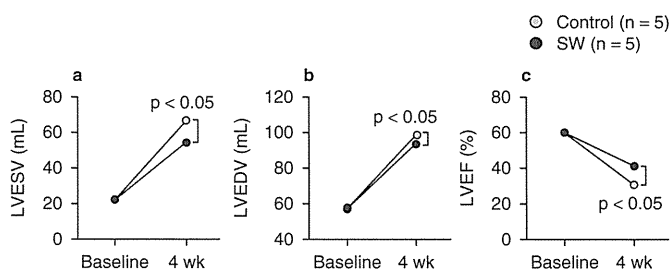 Control (n = 5)
SW (n = 5)
a
LVESV (mL)
80
60
40
20
0
p < 0.05
Baseline 4 wk
b
LVEDV (mL)
120
100
80
60
40
p < 0.05
Baseline 4 wk
c
LVEF (%)
80
60
40
20
0
p < 0.05
Baseline 4 wk